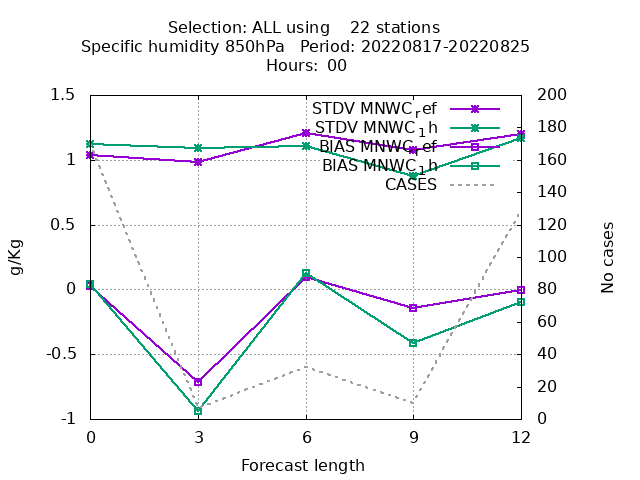 Selection: ALL using 22 stations
Specific humidity 850hPa Period: 20220817-20220825
Hours: 00
1.5
1
0.5
0
-0.5
-1
200
180
160
140
120
100
80
60
40
20
0
STDV MNWC_ref
STDV MNWC_1h
BIAS MNWC_ref
BIAS MNWC_1h
CASES
g/Kg
No cases
0 3 6 9 12
Forecast length